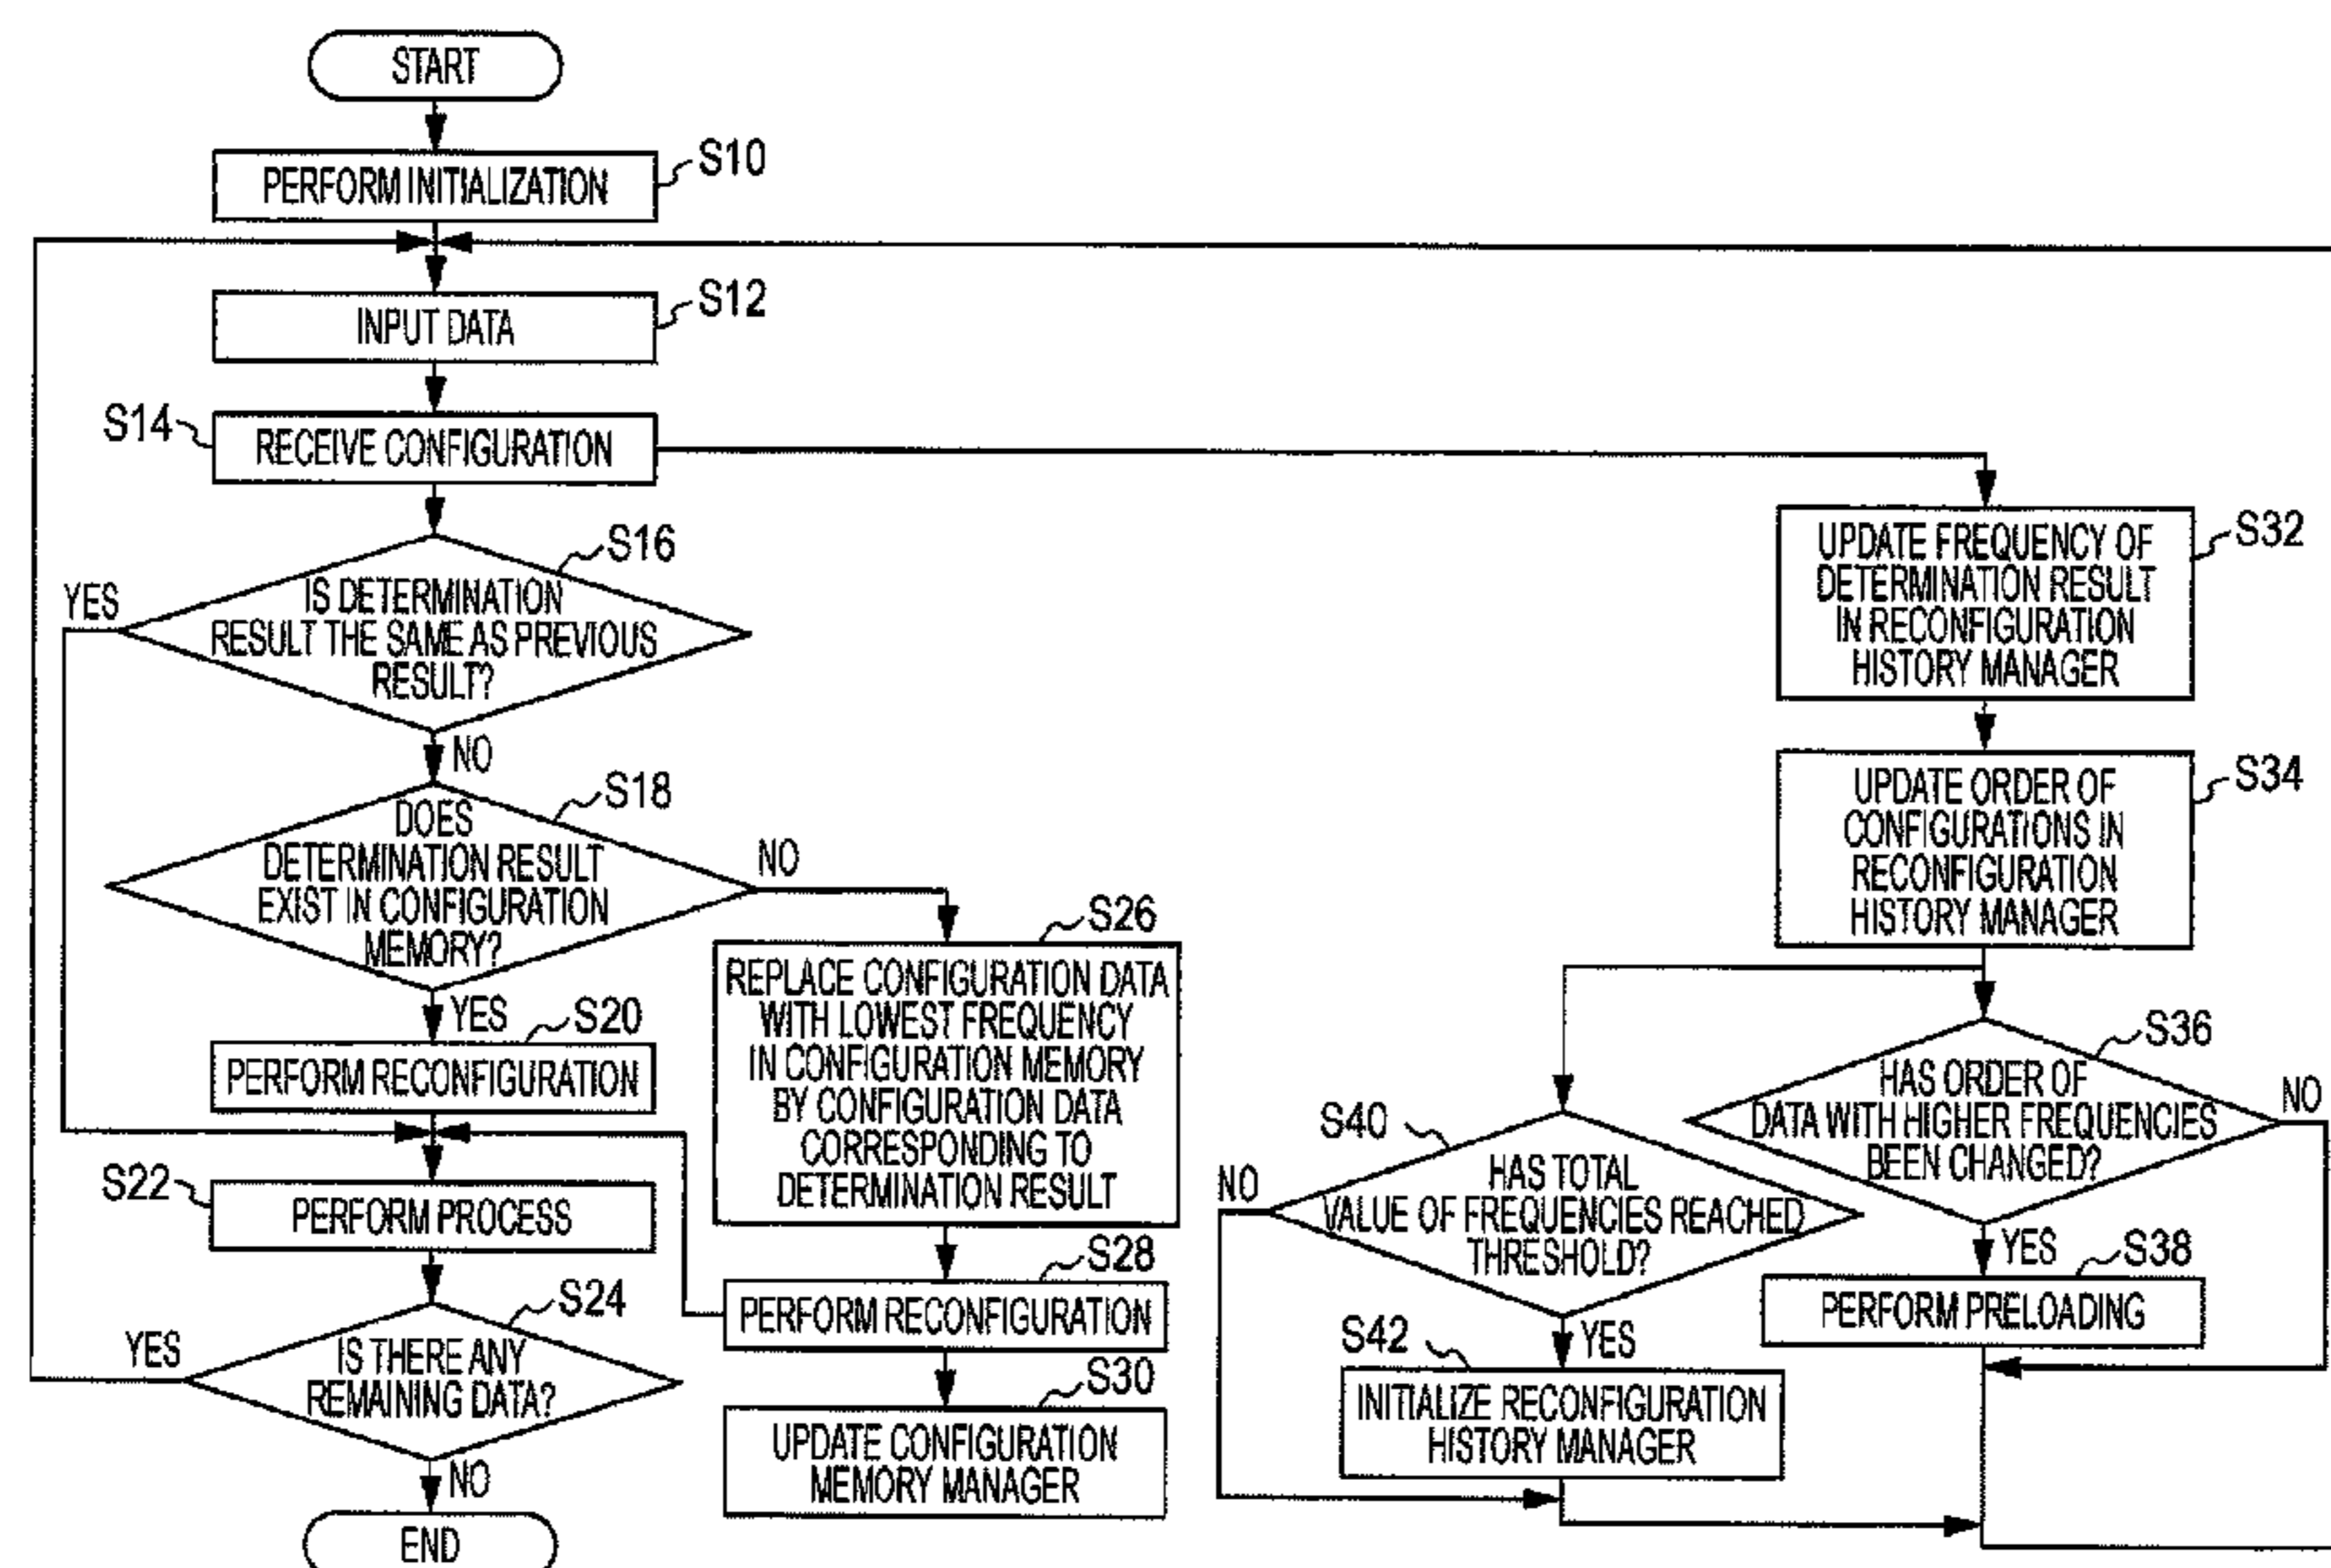 START
PERFORM INITIALIZATION
S10
INPUT DATA
S12
S14
RECEIVE CONFIGURATION
S16
YES
IS DETERMINATION
RESULT THE SAME AS PREVIOUS
RESULT?
NO
S18
DOES
DETERMINATION RESULT
EXIST IN CONFIGURATION
MEMORY?
NO
YES
S20
PERFORM RECONFIGURATION
S22
PERFORM PROCESS
S24
YES
IS THERE ANY
REMAINING DATA?
NO
END
S26
REPLACE CONFIGURATION DATA
WITH LOWEST FREQUENCY
IN CONFIGURATION MEMORY
BY CONFIGURATION DATA
CORRESPONDING TO
DETERMINATION RESULT
S28
PERFORM RECONFIGURATION
S30
UPDATE CONFIGURATION
MEMORY MANAGER
S32
UPDATE FREQUENCY OF
DETERMINATION RESULT
IN RECONFIGURATION
HISTORY MANAGER
S34
UPDATE ORDER OF
CONFIGURATIONS IN
RECONFIGURATION
HISTORY MANAGER
S36
HAS ORDER OF
DATA WITH HIGHER FREQUENCIES
BEEN CHANGED?
NO
YES
S38
PERFORM PRELOADING
S40
NO
HAS TOTAL
VALUE OF FREQUENCIES REACHED
THRESHOLD?
YES
S42
INITIALIZE RECONFIGURATION
HISTORY MANAGER